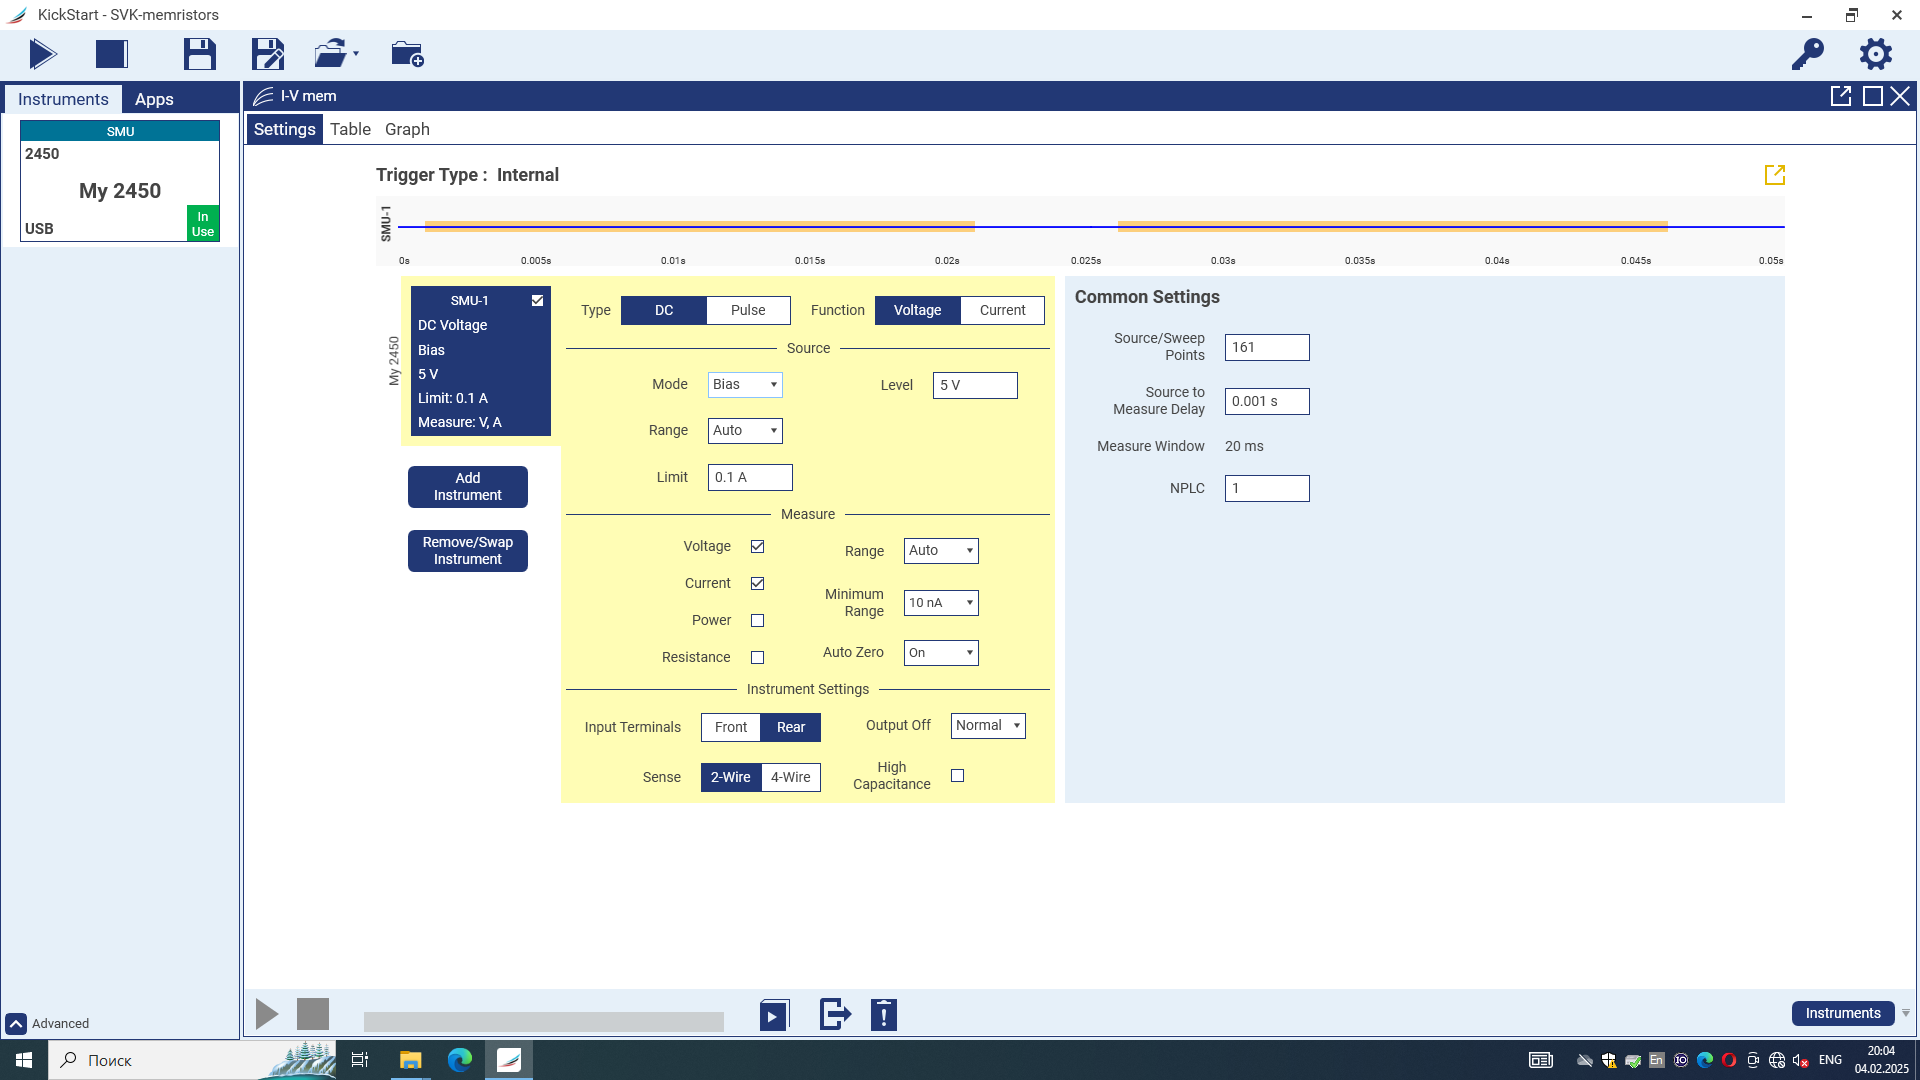 KickStart - SVK-memristors
Instruments
Apps
SMU
2450
My 2450
USB
In
Use
I-V mem
Settings
Table
Graph
Trigger Type : Internal
SMU-1
0s
0.005s
0.01s
0.015s
0.02s
0.025s
0.03s
0.035s
0.04s
0.045s
0.05s
My 2450
SMU-1
DC Voltage
Bias
5 V
Limit: 0.1 A
Measure: V, A
Add
Instrument
Remove/Swap
Instrument
Type
DC
Pulse
Function
Voltage
Current
Source
Mode
Bias
Level
5 V
Range
Auto
Limit
0.1 A
Measure
Voltage
Range
Auto
Current
Minimum
Range
10 nA
Power
Resistance
Auto Zero
On
Instrument Settings
Input Terminals
Front
Rear
Output Off
Normal
Sense
2-Wire
4-Wire
High
Capacitance
Common Settings
Source/Sweep
Points
161
Source to
Measure Delay
0.001 s
Measure Window
20 ms
NPLC
1
Advanced
Instruments
Поиск
En
ENG
20:04
04.02.2025